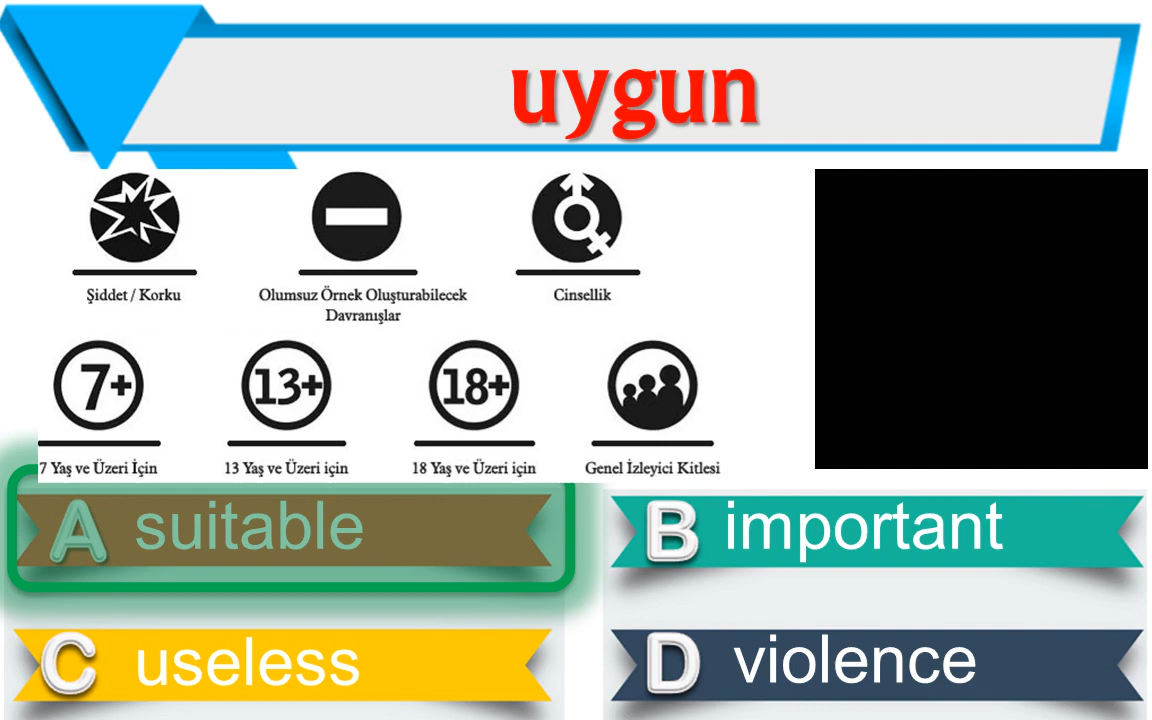 uygun
Şiddet / Korku
Olumsuz Örnek Oluşturabilecek
Davranışlar
Cinsellik
7+
13+
18+
7 Yaş ve Üzeri İçin
13 Yaş ve Üzeri için
18 Yaş ve Üzeri için
Genel İzleyici Kitlesi
A suitable
B important
C useless
D violence